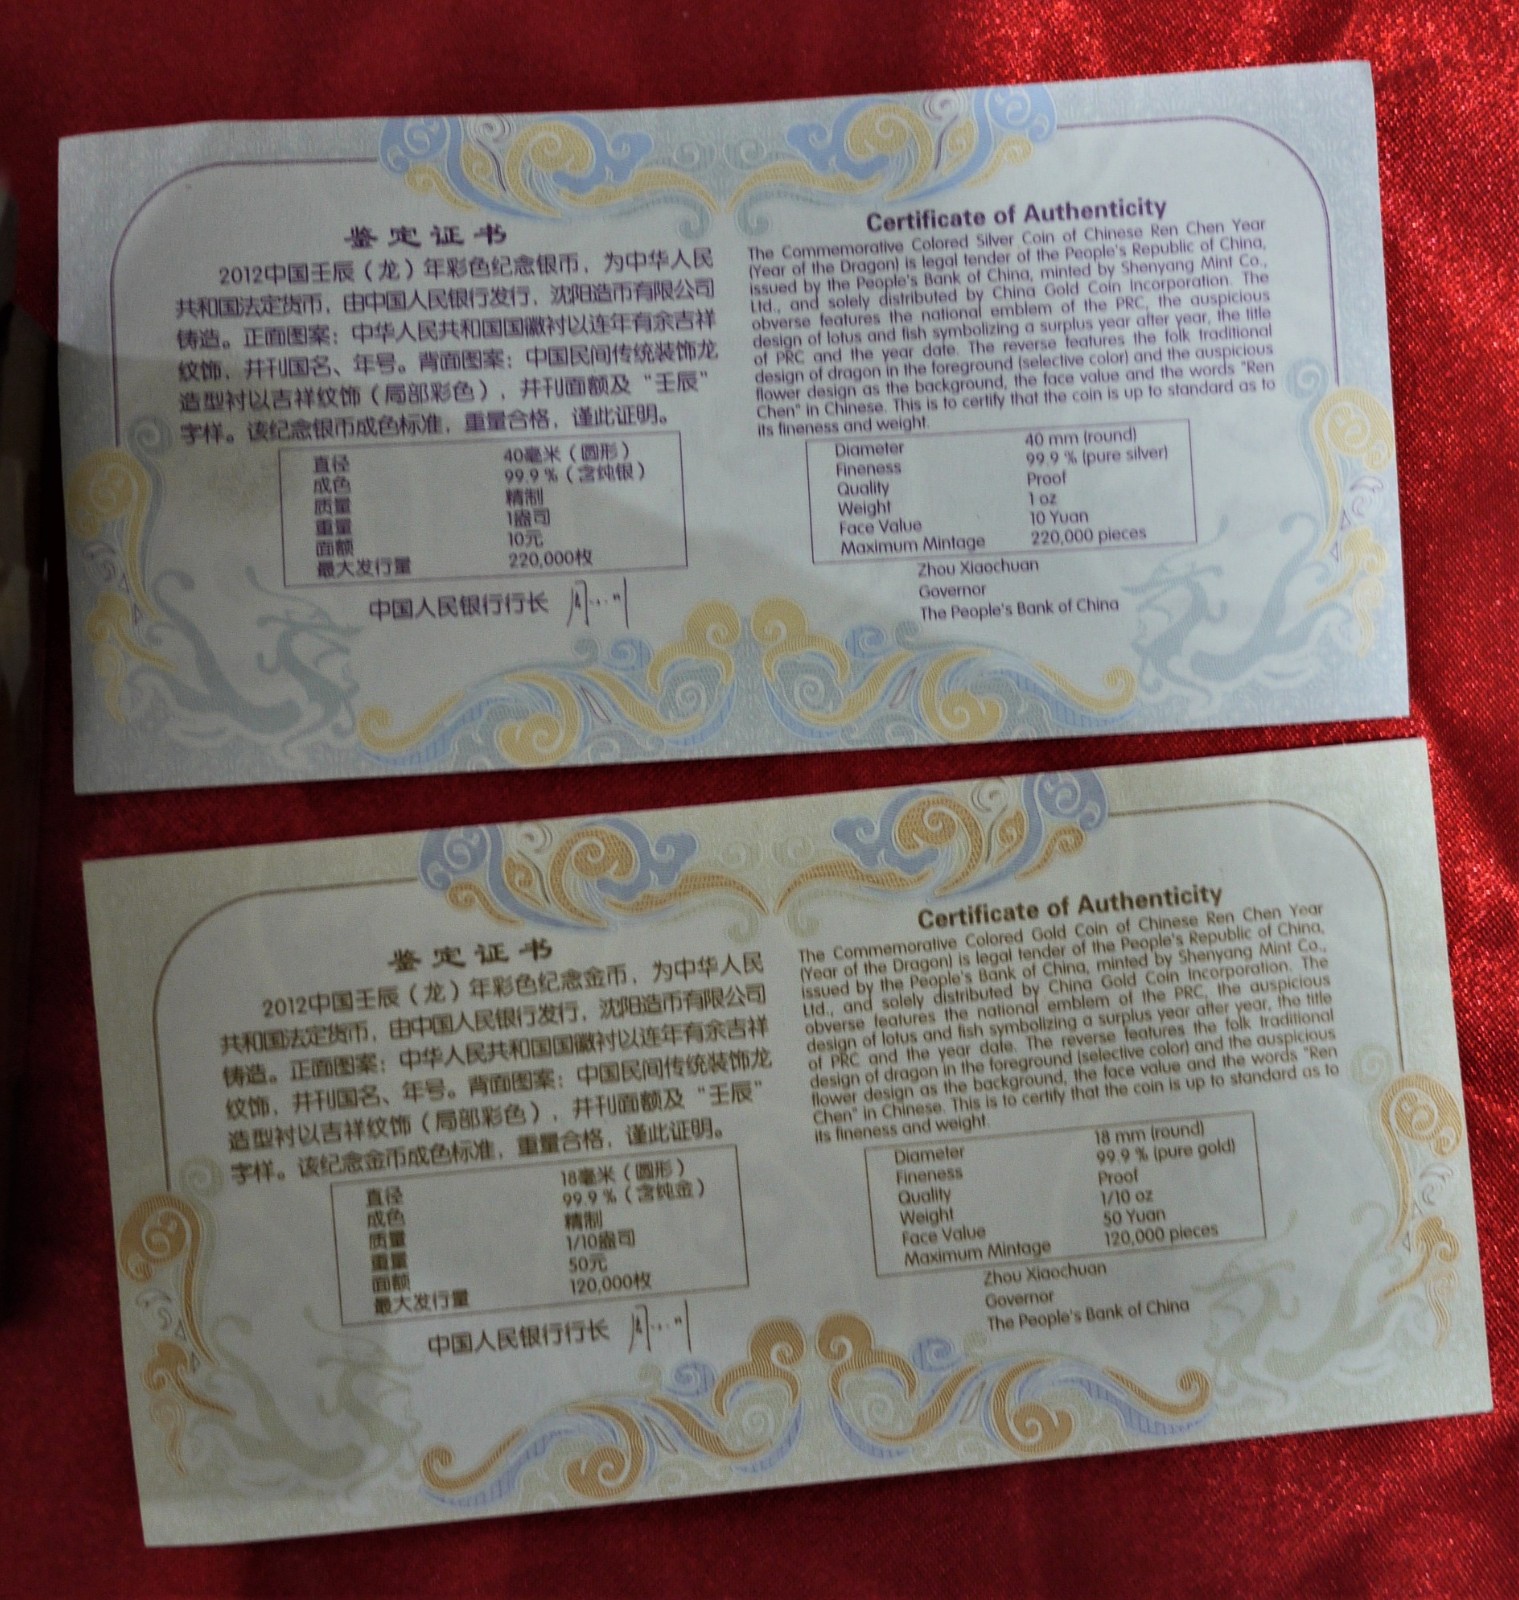 鉴定证书
2012中国壬辰（龙）年彩色纪念银币，为中华人民
共和国法定货币，由中国人民银行发行，沈阳造币有限公司
铸造。正面图案：中华人民共和国国徽衬以连年有余吉祥
纹饰，并刊国名、年号。背面图案：中国民间传统装饰龙
造型衬以吉祥纹饰（局部彩色），并刊面额及“壬辰”
字样。该纪念银币成色标准，重量合格，谨此证明。
直径 40毫米（圆形）
成色 99.9％（含纯银）
质量 精制
重量 1盎司
面额 10元
最大发行量 220,000枚
中国人民银行行长
Certificate of Authenticity
The Commemorative Colored Silver Coin of Chinese Ren Chen Year
(Year of the Dragon) is legal tender of the People's Republic of China,
issued by the People's Bank of China, minted by Shenyang Mint Co.,
Ltd., and solely distributed by China Gold Coin Incorporation. The
obverse features the national emblem of the PRC, the auspicious
design of lotus and fish symbolizing a surplus year after year, the title
of PRC and the year date. The reverse features the folk traditional
design of dragon in the foreground (selective color) and the auspicious
flower design as the background, the face value and the words "Ren
Chen" in Chinese. This is to certify that the coin is up to standard as to
its fineness and weight.
Diameter 40 mm (round)
Fineness 99.9 % (pure silver)
Quality Proof
Weight 1 oz
Face Value 10 Yuan
Maximum Mintage 220,000 pieces
Zhou Xiaochuan
Governor
The People's Bank of China
鉴定证书
2012中国壬辰（龙）年彩色纪念金币，为中华人民
共和国法定货币，由中国人民银行发行，沈阳造币有限公司
铸造。正面图案：中华人民共和国国徽衬以连年有余吉祥
纹饰，并刊国名、年号。背面图案：中国民间传统装饰龙
造型衬以吉祥纹饰（局部彩色），并刊面额及“壬辰”
字样。该纪念金币成色标准，重量合格，谨此证明。
直径 18毫米（圆形）
成色 99.9％（含纯金）
质量 精制
重量 1/10盎司
面额 50元
最大发行量 120,000枚
中国人民银行行长
Certificate of Authenticity
The Commemorative Colored Gold Coin of Chinese Ren Chen Year
(Year of the Dragon) is legal tender of the People's Republic of China,
issued by the People's Bank of China, minted by Shenyang Mint Co.,
Ltd., and solely distributed by China Gold Coin Incorporation. The
obverse features the national emblem of the PRC, the auspicious
design of lotus and fish symbolizing a surplus year after year, the title
of PRC and the year date. The reverse features the folk traditional
design of dragon in the foreground (selective color) and the auspicious
flower design as the background, the face value and the words "Ren
Chen" in Chinese. This is to certify that the coin is up to standard as to
its fineness and weight.
Diameter 18 mm (round)
Fineness 99.9 % (pure gold)
Quality Proof
Weight 1/10 oz
Face Value 50 Yuan
Maximum Mintage 120,000 pieces
Zhou Xiaochuan
Governor
The People's Bank of China